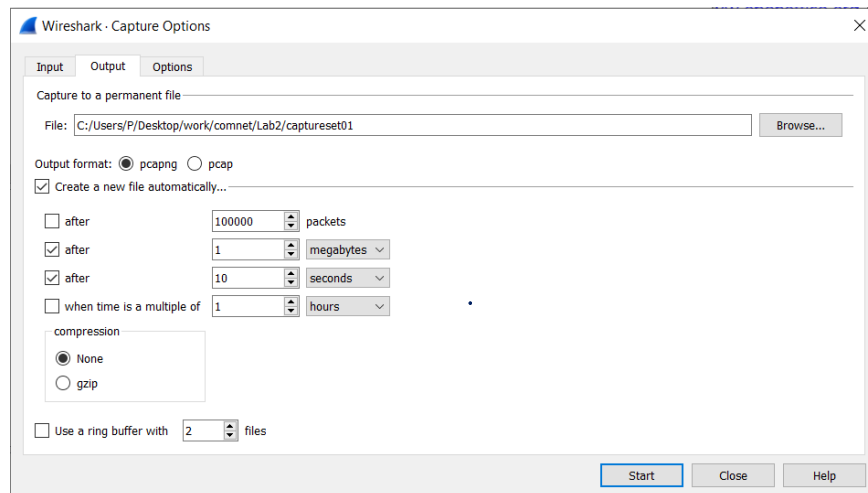 Wireshark · Capture Options
Input Output Options
Capture to a permanent file
File: C:/Users/P/Desktop/work/comnet/Lab2/captureset01 Browse...
Output format: pcapng pcap
Create a new file automatically...
after 100000 packets
after 1 megabytes
after 10 seconds
when time is a multiple of 1 hours
compression
None
gzip
Use a ring buffer with 2 files
Start Close Help